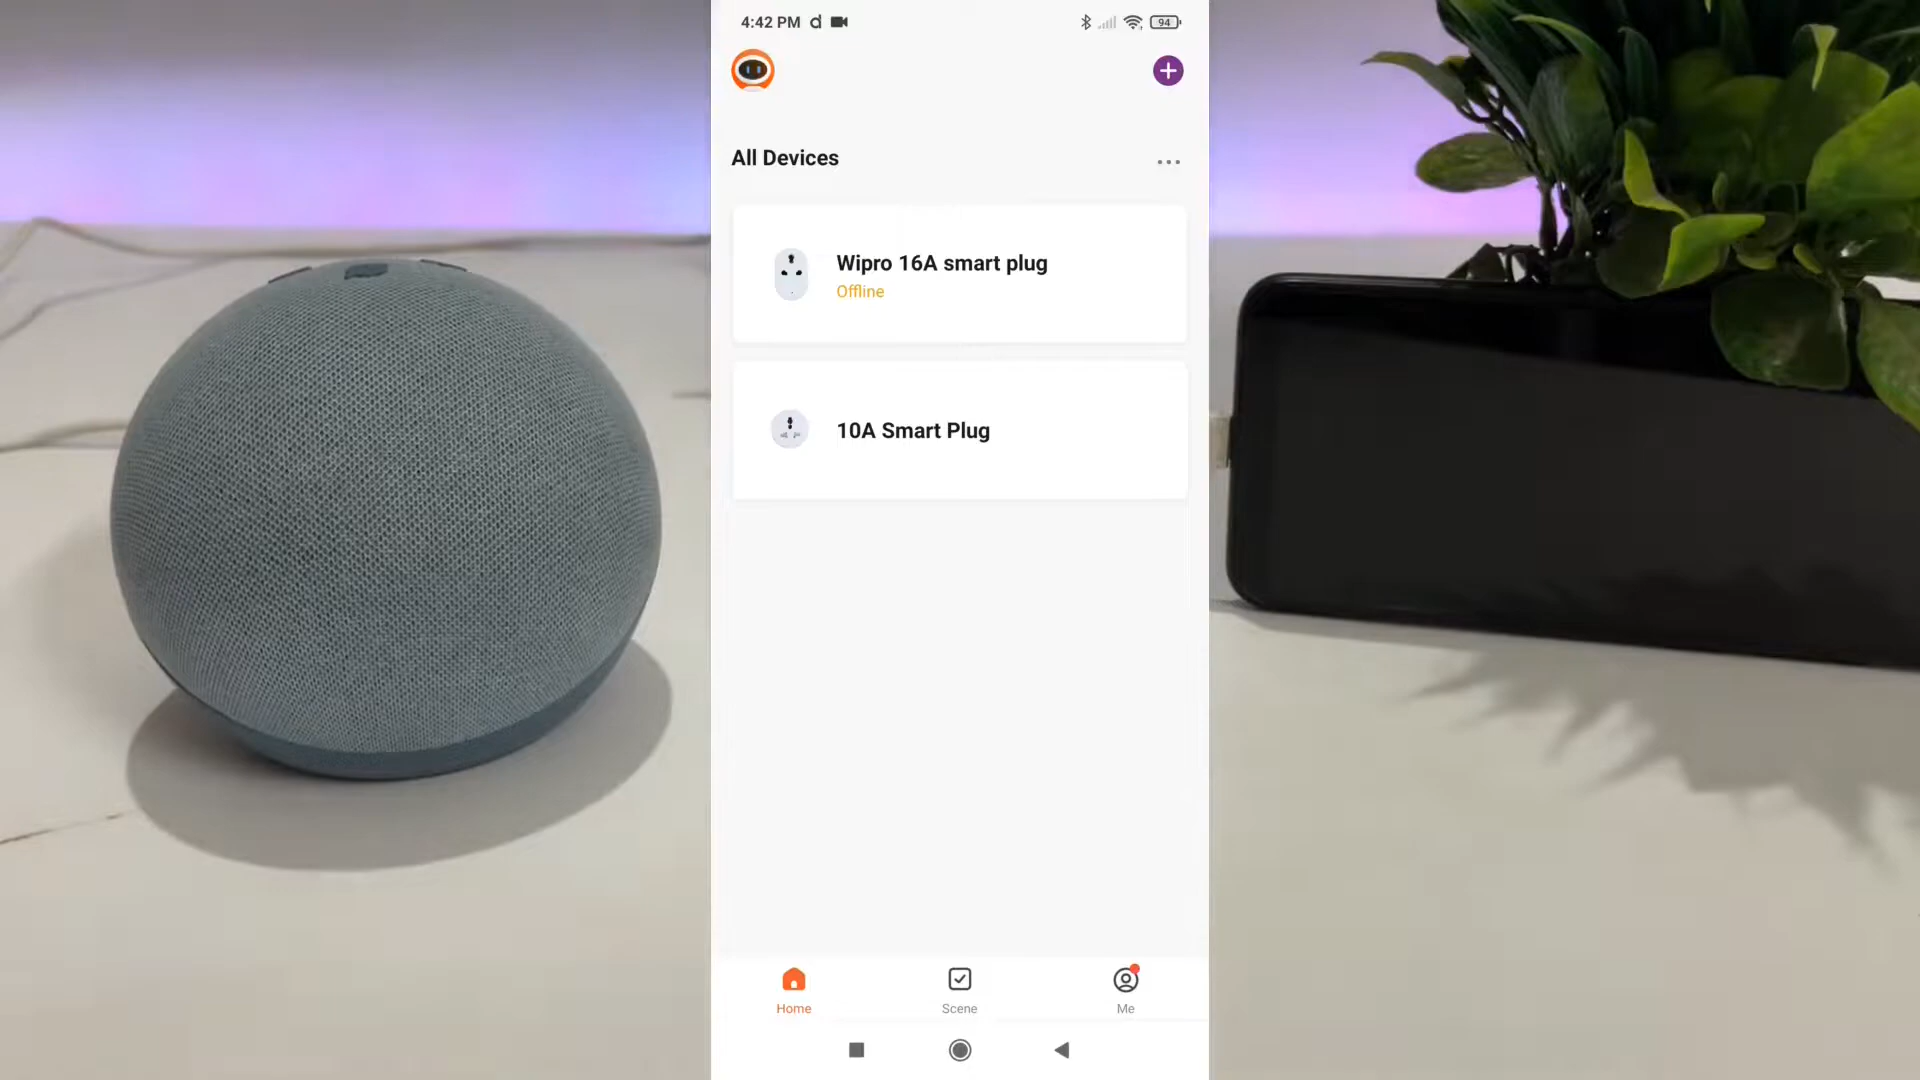 4:42 PM
94
All Devices
Wipro 16A smart plug
Offline
10A Smart Plug
Home
Scene
Me